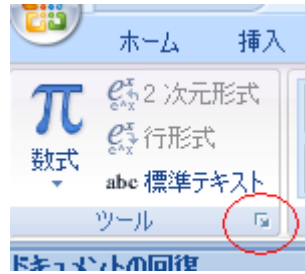 ホーム 挿入
π 数式
2 次元形式
行形式
abc 標準テキスト
ツール
ドキュメントの回復